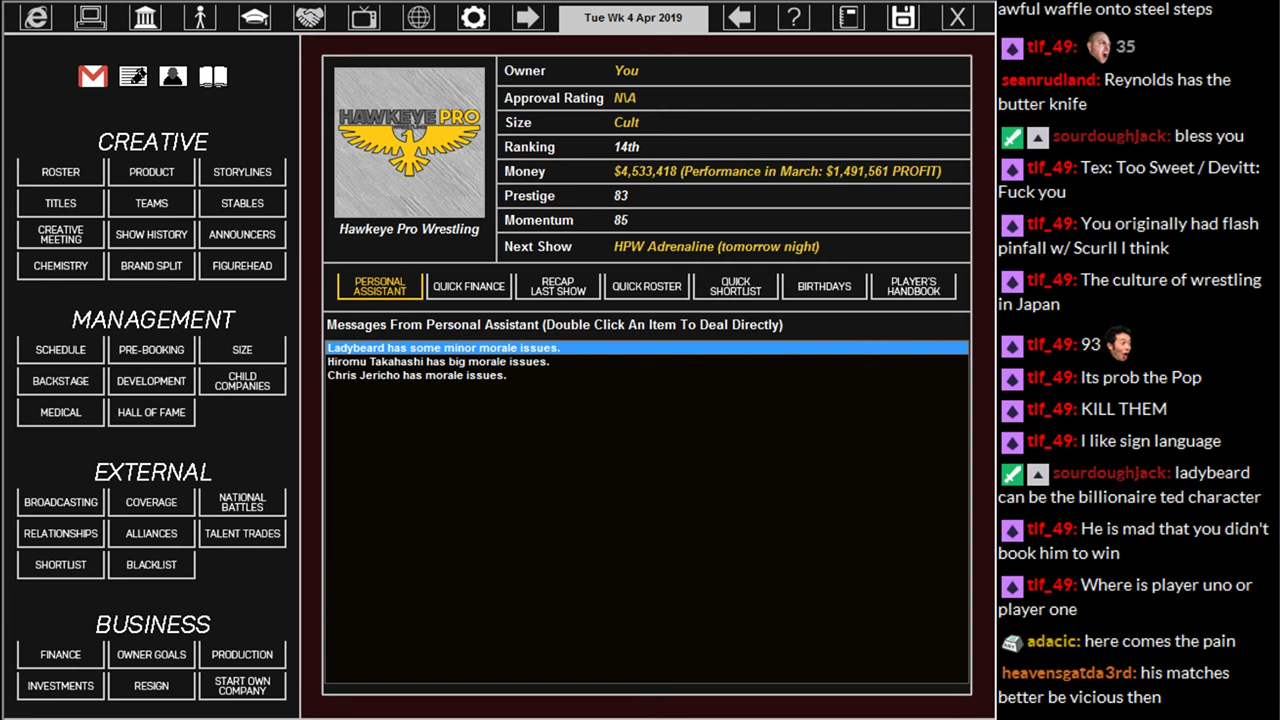 Tue Wk 4 Apr 2019
?
X
CREATIVE
ROSTER
PRODUCT
STORYLINES
TITLES
TEAMS
STABLES
CREATIVE
MEETING
SHOW HISTORY
ANNOUNCERS
CHEMISTRY
BRAND SPLIT
FIGUREHEAD
MANAGEMENT
SCHEDULE
PRE-BOOKING
SIZE
BACKSTAGE
DEVELOPMENT
CHILD
COMPANIES
MEDICAL
HALL OF FAME
EXTERNAL
BROADCASTING
COVERAGE
NATIONAL
BATTLES
RELATIONSHIPS
ALLIANCES
TALENT TRADES
SHORTLIST
BLACKLIST
BUSINESS
FINANCE
OWNER GOALS
PRODUCTION
INVESTMENTS
RESIGN
START OWN
COMPANY
HAWKEYE PRO
Hawkeye Pro Wrestling
Owner You
Approval Rating N\A
Size Cult
Ranking 14th
Money $4,533,418 (Performance in March: $1,491,561 PROFIT)
Prestige 83
Momentum 85
Next Show HPW Adrenaline (tomorrow night)
PERSONAL
ASSISTANT
QUICK FINANCE
RECAP
LAST SHOW
QUICK ROSTER
QUICK
SHORTLIST
BIRTHDAYS
PLAYER'S
HANDBOOK
Messages From Personal Assistant (Double Click An Item To Deal Directly)
Ladybeard has some minor morale issues.
Hiromu Takahashi has big morale issues.
Chris Jericho has morale issues.
awful waffle onto steel steps
tlf_49: 35
seanrudland: Reynolds has the
butter knife
sourdoughjack: bless you
tlf_49: Tex: Too Sweet / Devitt:
Fuck you
tlf_49: You originally had flash
pinfall w/ Scurll I think
tlf_49: The culture of wrestling
in Japan
tlf_49: 93
tlf_49: Its prob the Pop
tlf_49: KILL THEM
tlf_49: I like sign language
sourdoughjack: ladybeard
can be the billionaire ted character
tlf_49: He is mad that you didn't
book him to win
tlf_49: Where is player uno or
player one
adacic: here comes the pain
heavensgatda3rd: his matches
better be vicious then